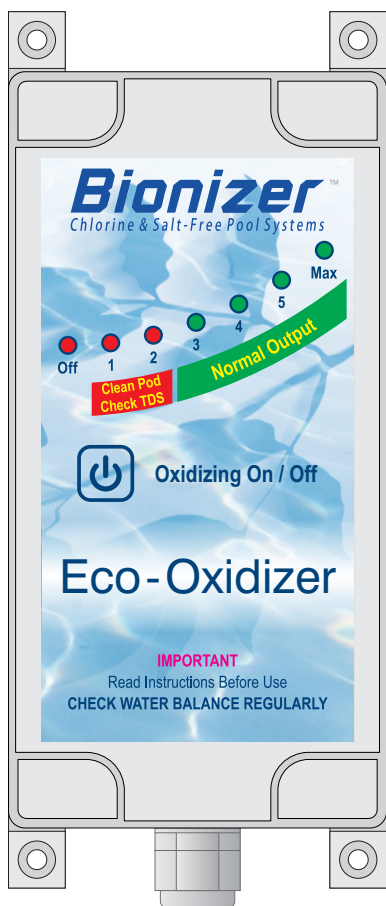 Bionizer™
Chlorine & Salt-Free Pool Systems
Off 1 2 3 4 5 Max
Clean Pod
Check TDS
Normal Output
Oxidizing On / Off
Eco-Oxidizer
IMPORTANT
Read Instructions Before Use
CHECK WATER BALANCE REGULARLY